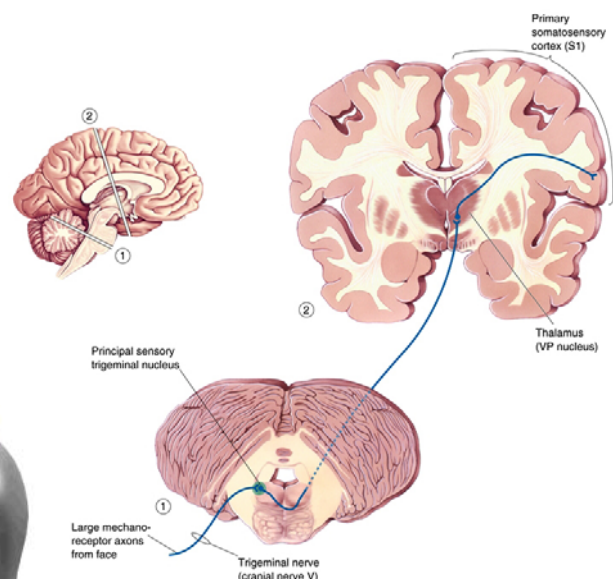 Primary
somatosensory
cortex (S1)
②
①
②
Thalamus
(VP nucleus)
Principal sensory
trigeminal nucleus
①
Large mechano-
receptor axons
from face
Trigeminal nerve
(cranial nerve V)